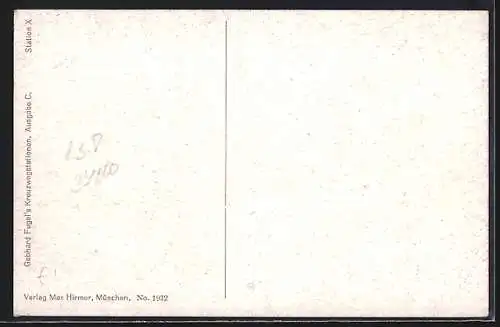 Gebhard Fugel's Kreuzwegstationen, Ausgabe C, Station X
Verlag Max Hirmer, München, No. 1912